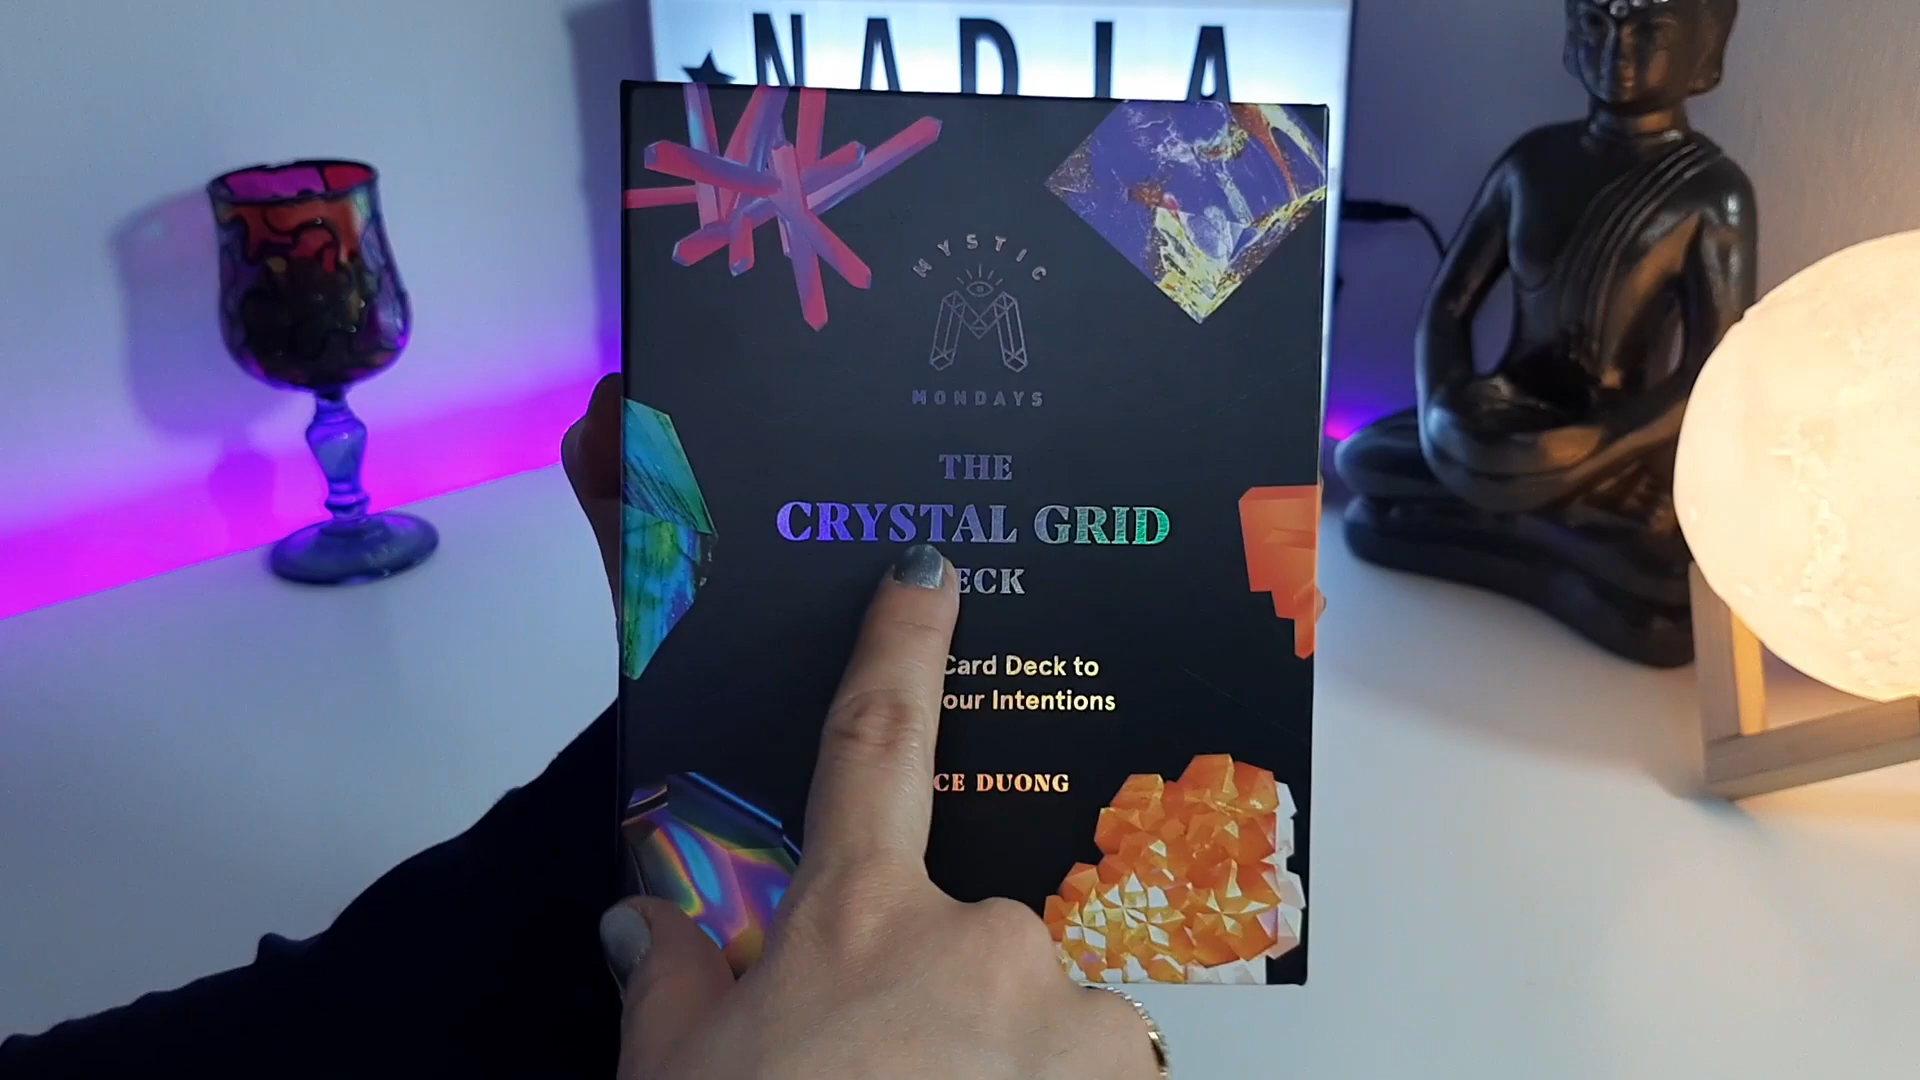 NADIA
MYSTIC
MONDAYS
THE
CRYSTAL GRID
ECK
Card Deck to
our Intentions
CE DUONG